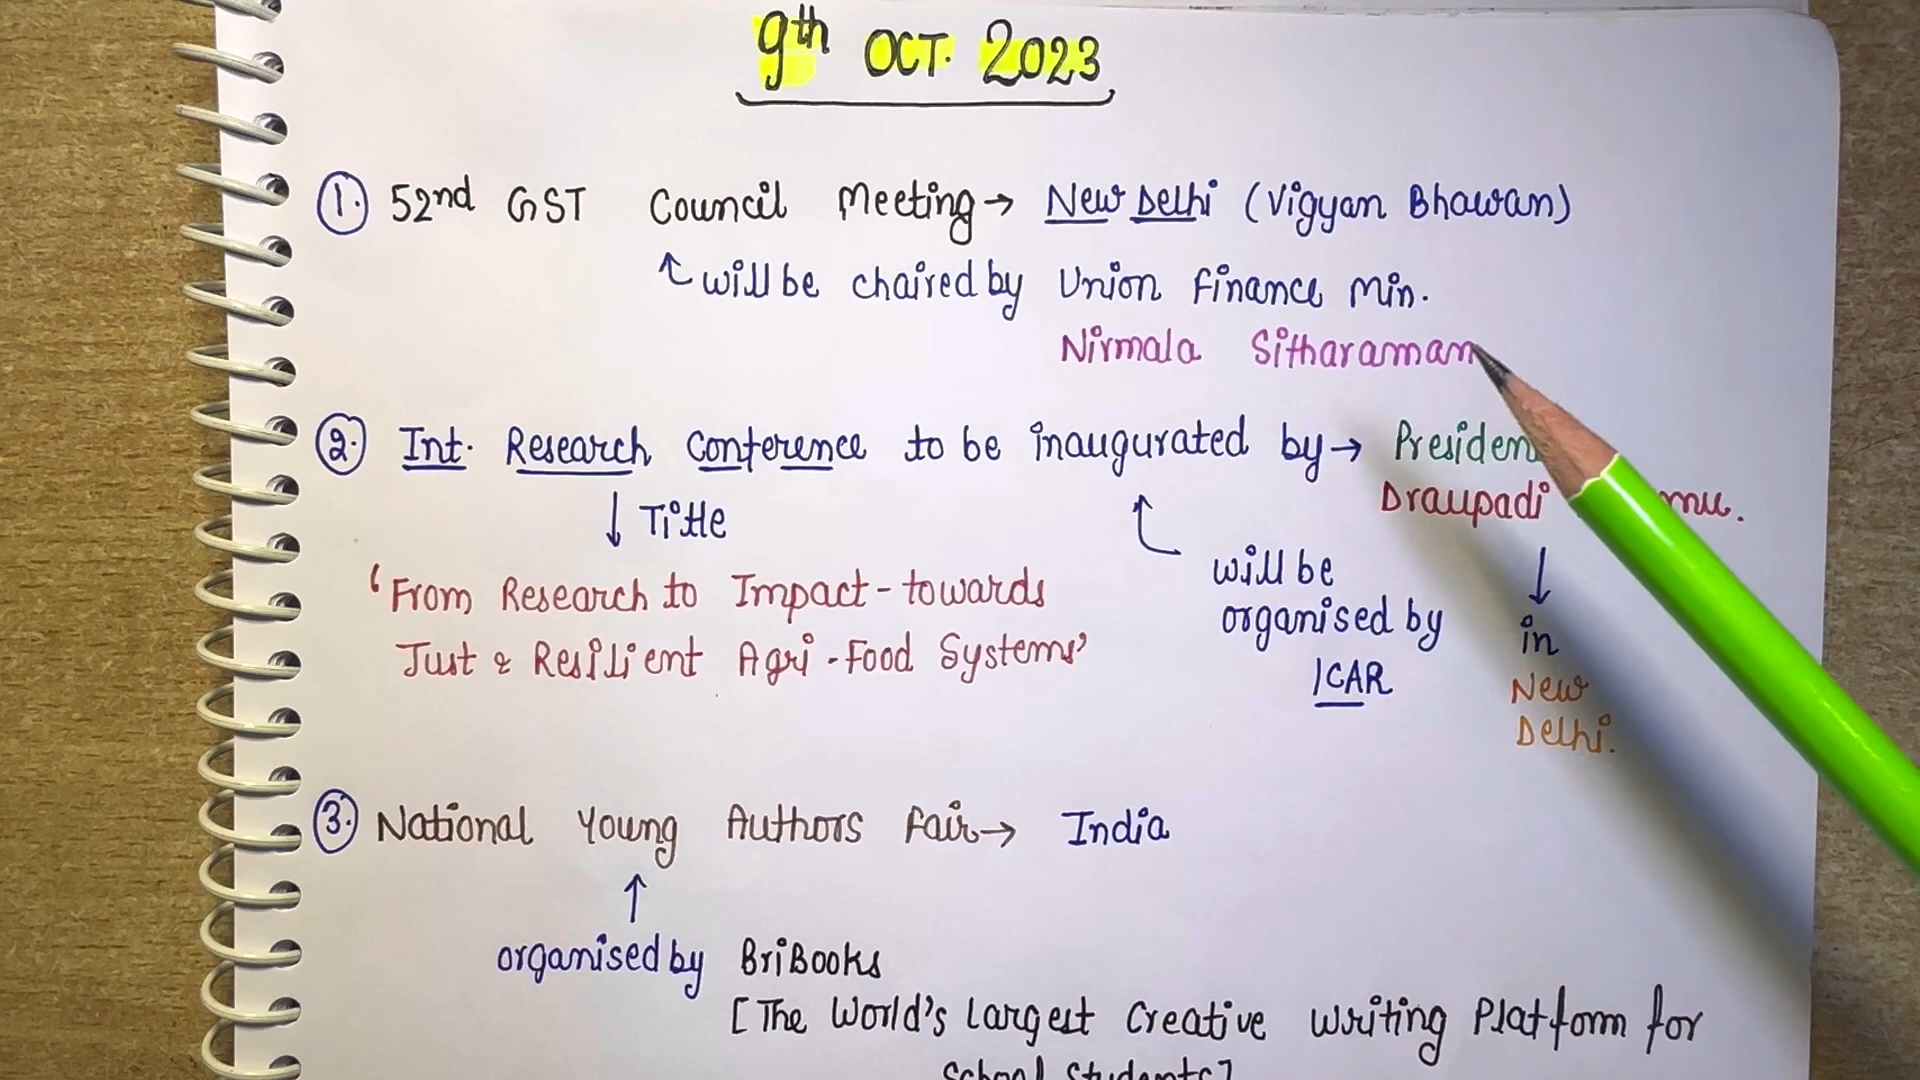 9th OCT. 2023
1. 52nd GST Council Meeting → New Delhi (Vigyan Bhawan)
will be chaired by Union Finance Min.
Nirmala Sitharaman
2. Int. Research Conference to be inaugurated by →
Draupadi
↓ Title
'From Research to Impact - towards
Just & Resilient Agri - Food Systems'
will be
organised by
ICAR
↓
in
New
Delhi.
3. National Young Authors Fair → India
↑
organised by BriBooks
[The World's largest Creative Writing Platform for
School Students]